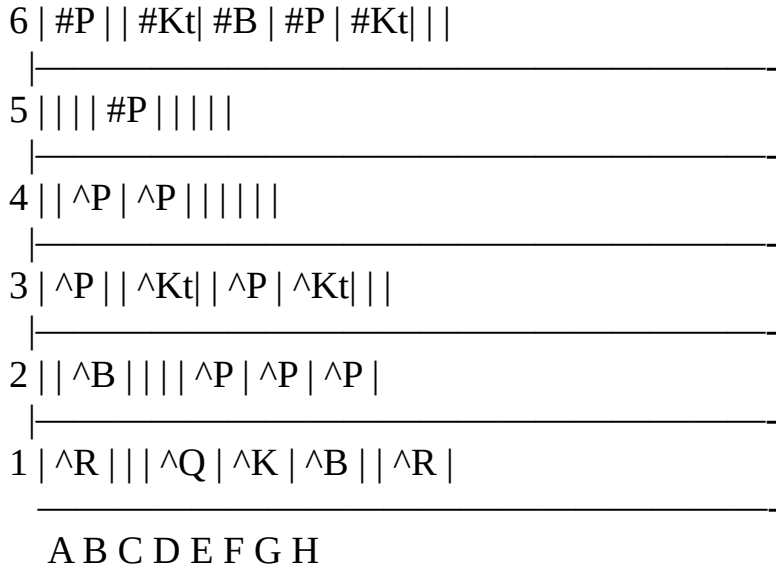 6 | #P | | #Kt| #B | #P | #Kt| | |
|———————————————————-
5 | | | | #P | | | | |
|———————————————————-
4 | | ^P | ^P | | | | | |
|———————————————————-
3 | ^P | | ^Kt| | ^P | ^Kt| | |
|———————————————————-
2 | | ^B | | | | ^P | ^P | ^P |
|———————————————————-
1 | ^R | | | ^Q | ^K | ^B | | ^R |
———————————————————-
A B C D E F G H